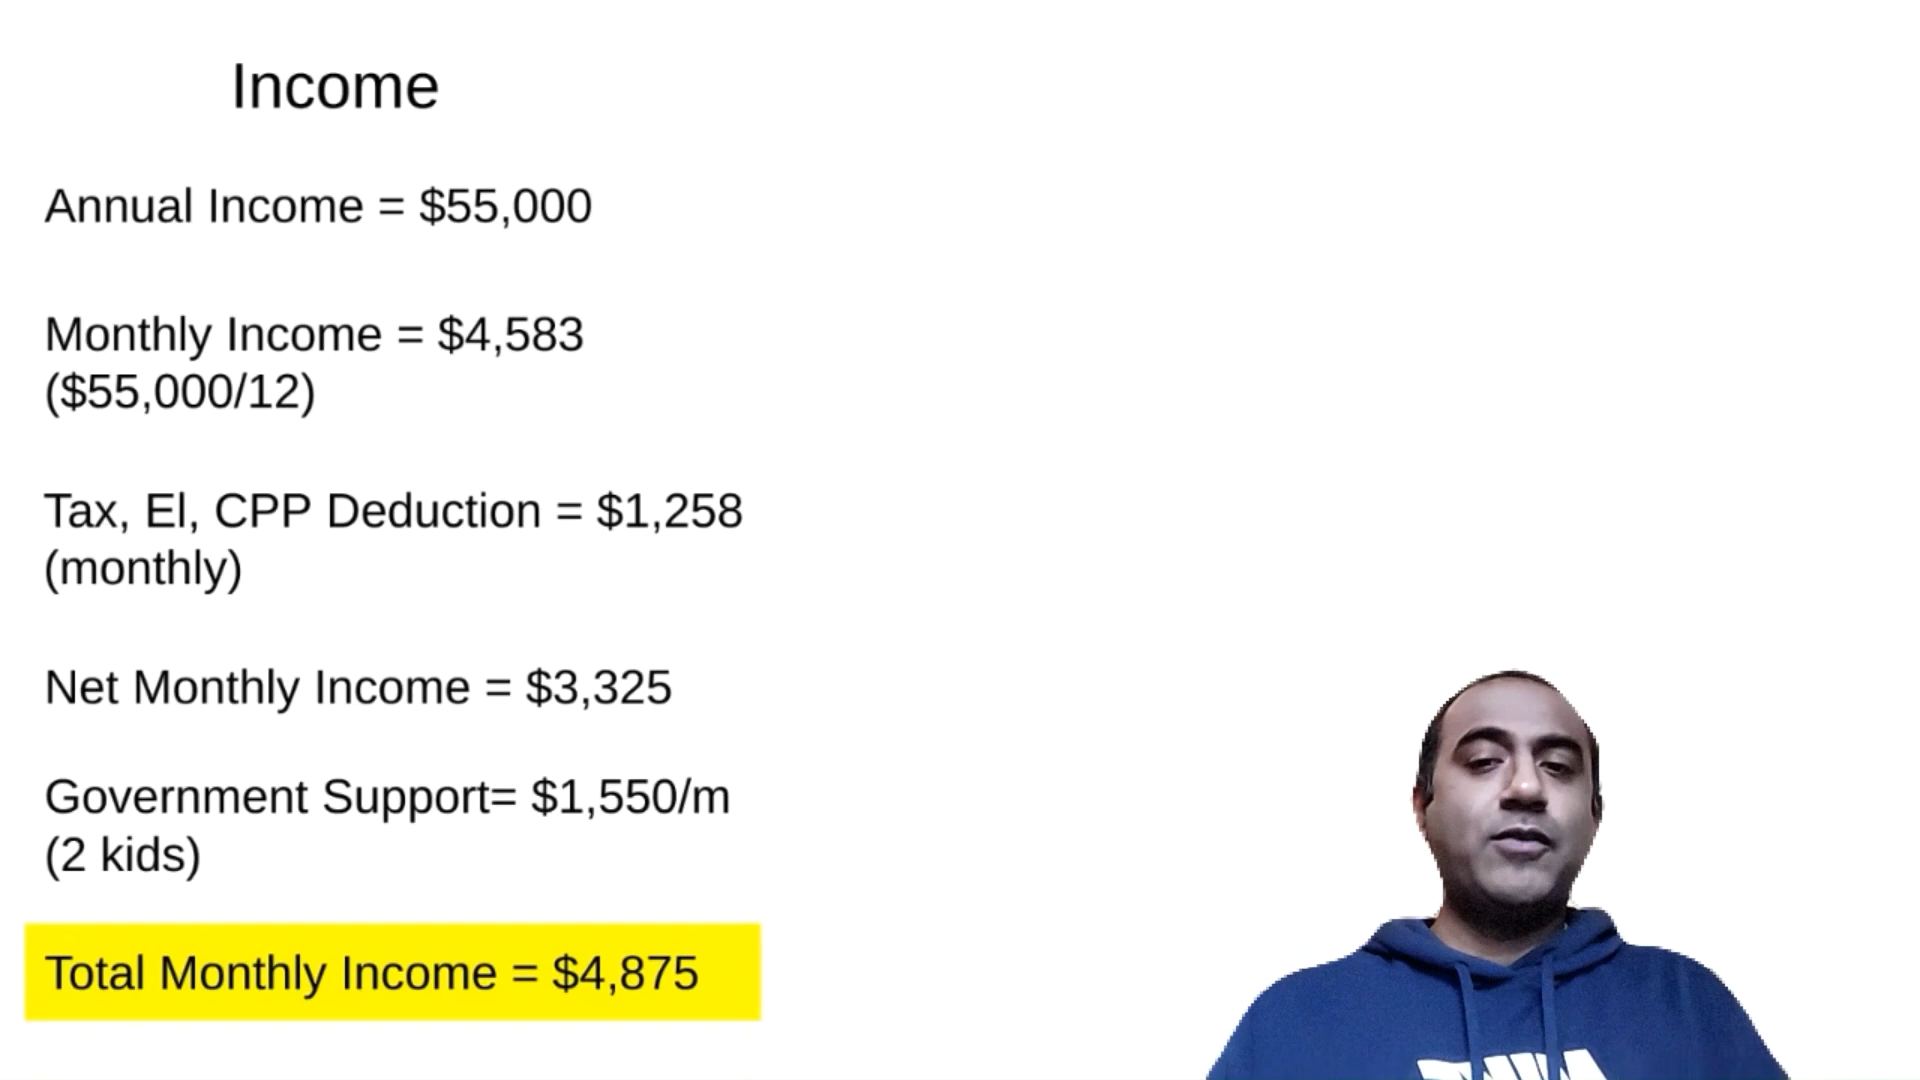 Income
Annual Income = $55,000
Monthly Income = $4,583
($55,000/12)
Tax, EI, CPP Deduction = $1,258
(monthly)
Net Monthly Income = $3,325
Government Support= $1,550/m
(2 kids)
Total Monthly Income = $4,875